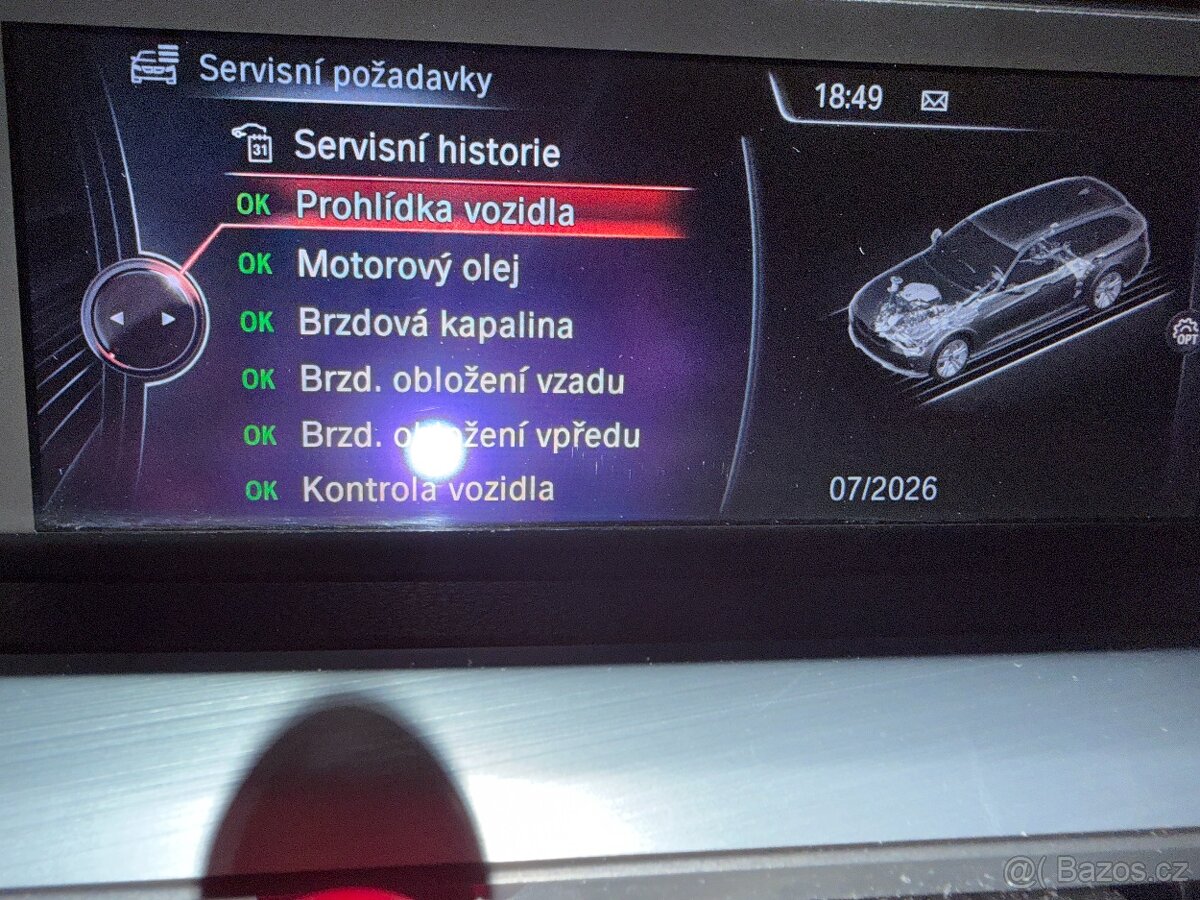 Servisní požadavky
18:49
Servisní historie
31
OK Prohlídka vozidla
OK Motorový olej
OK Brzdová kapalina
OK Brzd. obložení vzadu
OK Brzd. obložení vpředu
OK Kontrola vozidla
07/2026
OPT
@( Bazos.cz